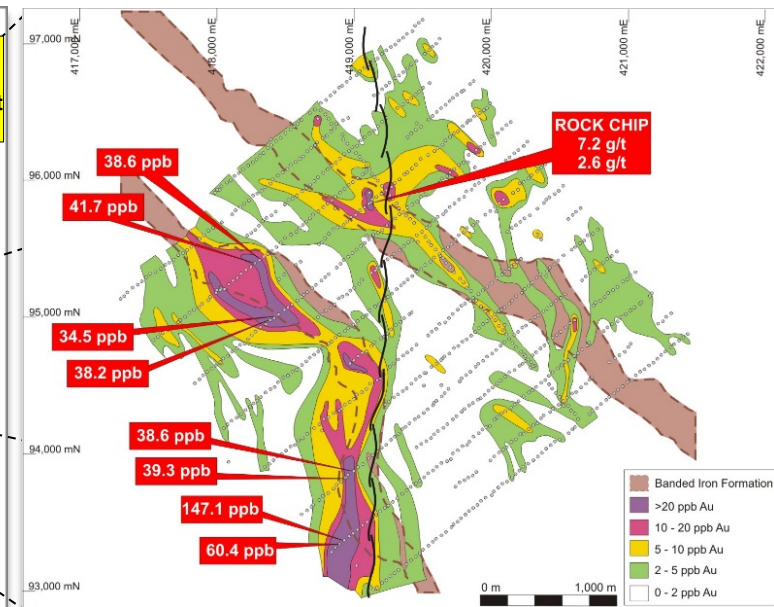 417,000 mE
418,000 mE
419,000 mE
420,000 mE
421,000 mE
422,000 mE
97,000 mN
96,000 mN
95,000 mN
94,000 mN
93,000 mN
ROCK CHIP
7.2 g/t
2.6 g/t
38.6 ppb
41.7 ppb
34.5 ppb
38.2 ppb
38.6 ppb
39.3 ppb
147.1 ppb
60.4 ppb
Banded Iron Formation
>20 ppb Au
10 - 20 ppb Au
5 - 10 ppb Au
2 - 5 ppb Au
0 - 2 ppb Au
0 m
1,000 m